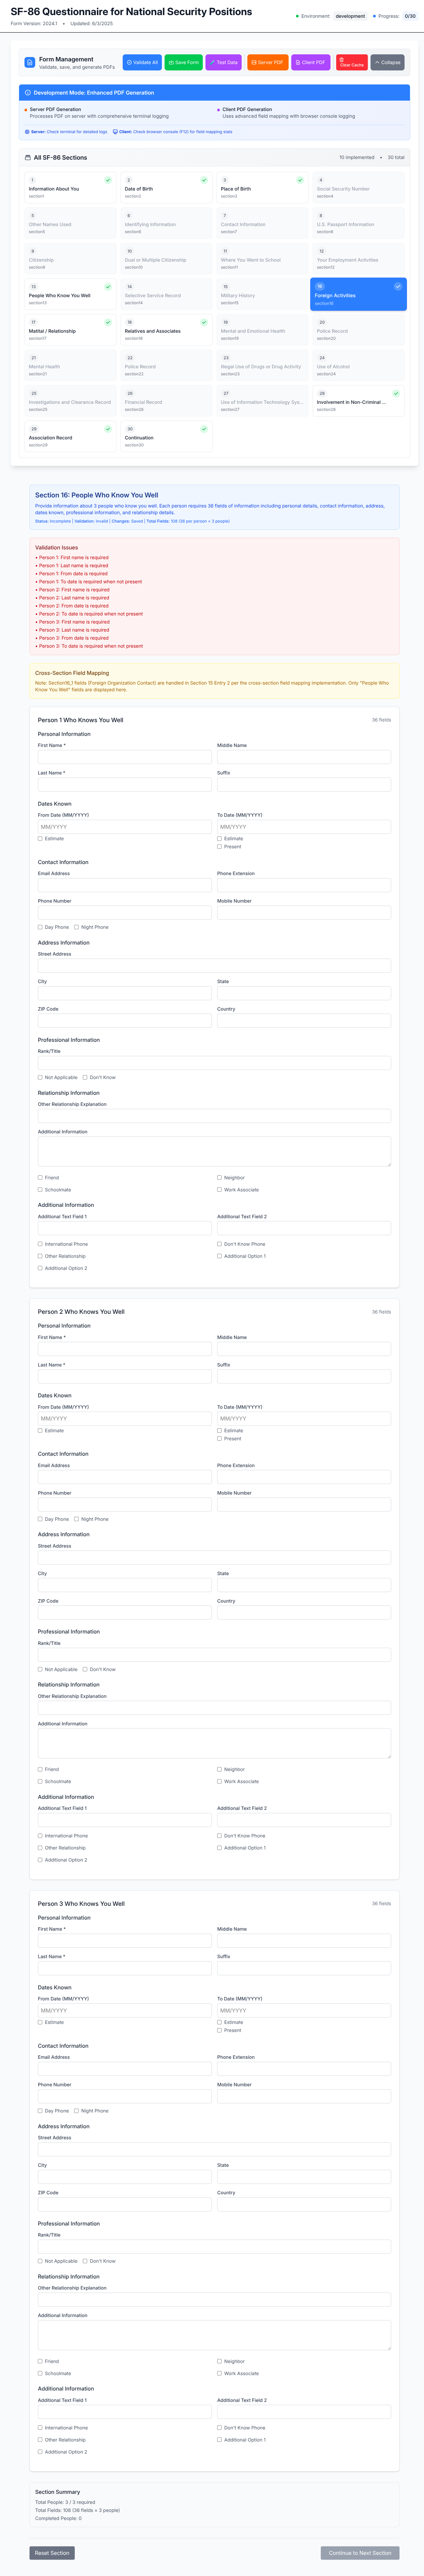 SF-86 Questionnaire for National Security Positions
Form Version: 2024.1 • Updated: 6/3/2025
Environment: development
Progress: 0/30
Form Management
Validate, save, and generate PDFs
Validate All
Save Form
Test Data
Server PDF
Client PDF
Clear Cache
Collapse
Development Mode: Enhanced PDF Generation
Server PDF Generation
Processes PDF on server with comprehensive terminal logging
Client PDF Generation
Uses advanced field mapping with browser console logging
Server: Check terminal for detailed logs
Client: Check browser console (F12) for field mapping stats
All SF-86 Sections
10 implemented • 30 total
1
Information About You
section1
2
Date of Birth
section2
3
Place of Birth
section3
4
Social Security Number
section4
5
Other Names Used
section5
6
Identifying Information
section6
7
Contact Information
section7
8
U.S. Passport Information
section8
9
Citizenship
section9
10
Dual or Multiple Citizenship
section10
11
Where You Went to School
section11
12
Your Employment Activities
section12
13
People Who Know You Well
section13
14
Selective Service Record
section14
15
Military History
section15
Foreign Activities
section16
17
Marital / Relationship
section17
18
Relatives and Associates
section18
19
Mental and Emotional Health
section19
20
Police Record
section20
21
Mental Health
section21
22
Police Record
section22
23
Illegal Use of Drugs or Drug Activity
section23
24
Use of Alcohol
section24
25
Investigations and Clearance Record
section25
26
Financial Record
section26
27
Use of Information Technology Sys...
section27
28
Involvement in Non-Criminal ...
section28
29
Association Record
section29
30
Continuation
section30
Section 16: People Who Know You Well
Provide information about 3 people who know you well. Each person requires 36 fields of information including personal details, contact information, address,
dates known, professional information, and relationship details.
Status: Incomplete | Validation: Invalid | Changes: Saved | Total Fields: 108 (36 per person × 3 people)
Validation Issues
• Person 1: First name is required
• Person 1: Last name is required
• Person 1: From date is required
• Person 1: To date is required when not present
• Person 2: First name is required
• Person 2: Last name is required
• Person 2: From date is required
• Person 2: To date is required when not present
• Person 3: First name is required
• Person 3: Last name is required
• Person 3: From date is required
• Person 3: To date is required when not present
Cross-Section Field Mapping
Note: Section16_1 fields (Foreign Organization Contact) are handled in Section 15 Entry 2 per the cross-section field mapping implementation. Only "People Who
Know You Well" fields are displayed here.
Person 1 Who Knows You Well
36 fields
Personal Information
First Name *
Middle Name
Last Name *
Suffix
Dates Known
From Date (MM/YYYY)
To Date (MM/YYYY)
MM/YYYY
MM/YYYY
Estimate
Estimate
Present
Contact Information
Email Address
Phone Extension
Phone Number
Mobile Number
Day Phone
Night Phone
Address Information
Street Address
City
State
ZIP Code
Country
Professional Information
Rank/Title
Not Applicable
Don't Know
Relationship Information
Other Relationship Explanation
Additional Information
Friend
Neighbor
Schoolmate
Work Associate
Additional Information
Additional Text Field 1
Additional Text Field 2
International Phone
Don't Know Phone
Other Relationship
Additional Option 1
Additional Option 2
Person 2 Who Knows You Well
36 fields
Personal Information
First Name *
Middle Name
Last Name *
Suffix
Dates Known
From Date (MM/YYYY)
To Date (MM/YYYY)
MM/YYYY
MM/YYYY
Estimate
Estimate
Present
Contact Information
Email Address
Phone Extension
Phone Number
Mobile Number
Day Phone
Night Phone
Address Information
Street Address
City
State
ZIP Code
Country
Professional Information
Rank/Title
Not Applicable
Don't Know
Relationship Information
Other Relationship Explanation
Additional Information
Friend
Neighbor
Schoolmate
Work Associate
Additional Information
Additional Text Field 1
Additional Text Field 2
International Phone
Don't Know Phone
Other Relationship
Additional Option 1
Additional Option 2
Person 3 Who Knows You Well
36 fields
Personal Information
First Name *
Middle Name
Last Name *
Suffix
Dates Known
From Date (MM/YYYY)
To Date (MM/YYYY)
MM/YYYY
MM/YYYY
Estimate
Estimate
Present
Contact Information
Email Address
Phone Extension
Phone Number
Mobile Number
Day Phone
Night Phone
Address Information
Street Address
City
State
ZIP Code
Country
Professional Information
Rank/Title
Not Applicable
Don't Know
Relationship Information
Other Relationship Explanation
Additional Information
Friend
Neighbor
Schoolmate
Work Associate
Additional Information
Additional Text Field 1
Additional Text Field 2
International Phone
Don't Know Phone
Other Relationship
Additional Option 1
Additional Option 2
Section Summary
Total People: 3 / 3 required
Total Fields: 108 (36 fields × 3 people)
Completed People: 0
Reset Section
Continue to Next Section